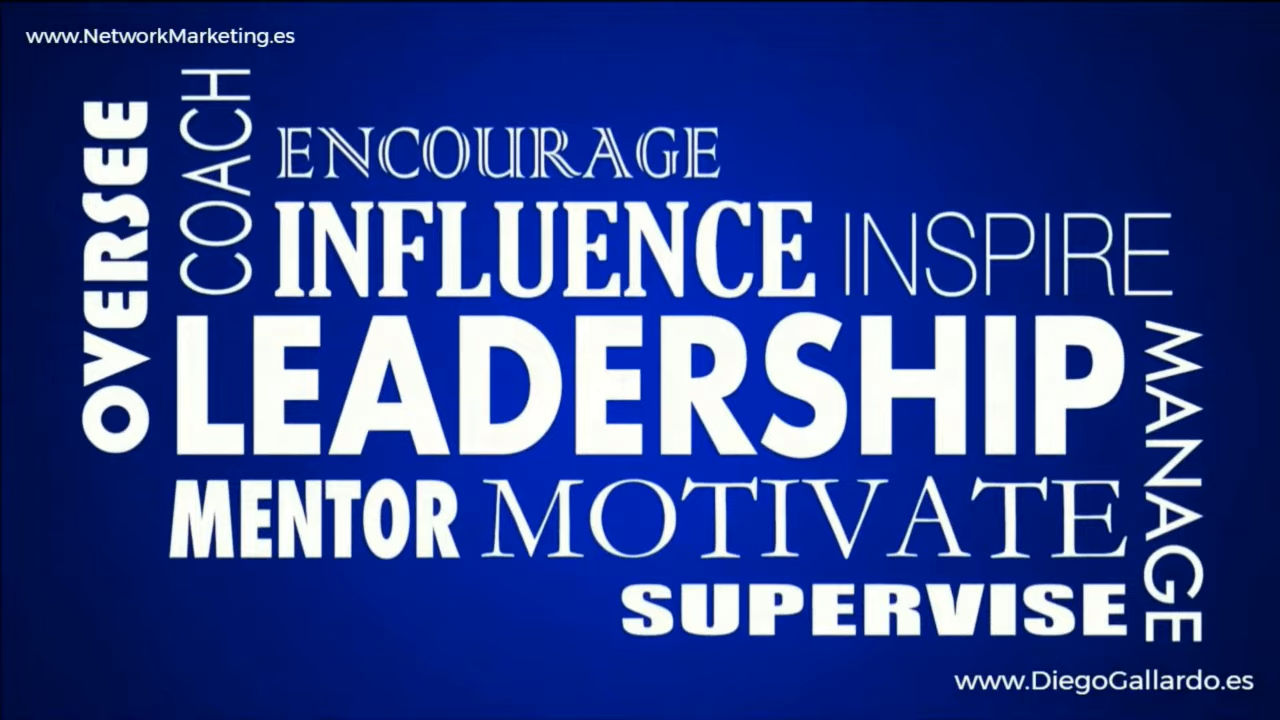 www.NetworkMarketing.es
OVERSEE
COACH
ENCOURAGE
INFLUENCE INSPIRE
LEADERSHIP
MANAGE
MENTOR MOTIVATE
SUPERVISE
www.DiegoGallardo.es